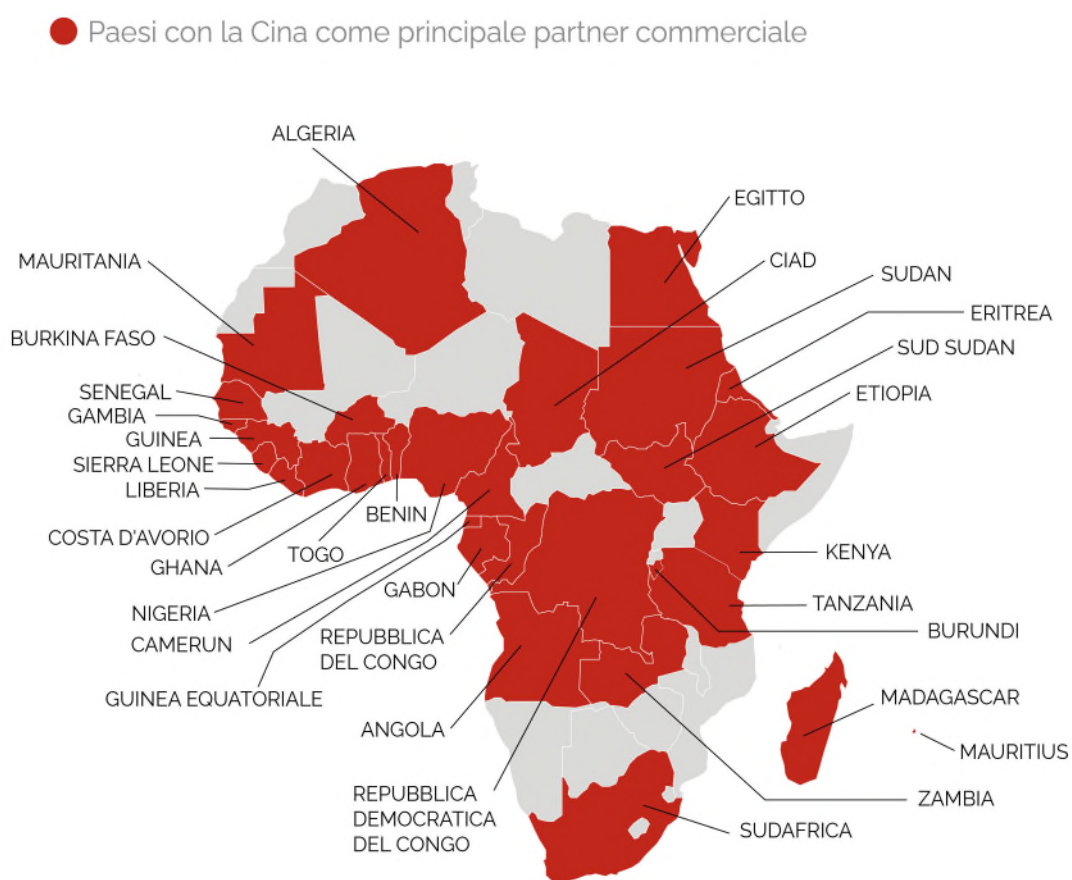 Paesi con la Cina come principale partner commerciale
ALGERIA
EGITTO
MAURITANIA
CIAD
SUDAN
ERITREA
BURKINA FASO
SUD SUDAN
SENEGAL
ETIOPIA
GAMBIA
GUINEA
SIERRA LEONE
LIBERIA
BENIN
COSTA D'AVORIO
TOGO
KENYA
GHANA
GABON
TANZANIA
NIGERIA
BURUNDI
CAMERUN
REPUBBLICA
DEL CONGO
GUINEA EQUATORIALE
MADAGASCAR
ANGOLA
MAURITIUS
REPUBBLICA
DEMOCRATICA
DEL CONGO
ZAMBIA
SUDAFRICA